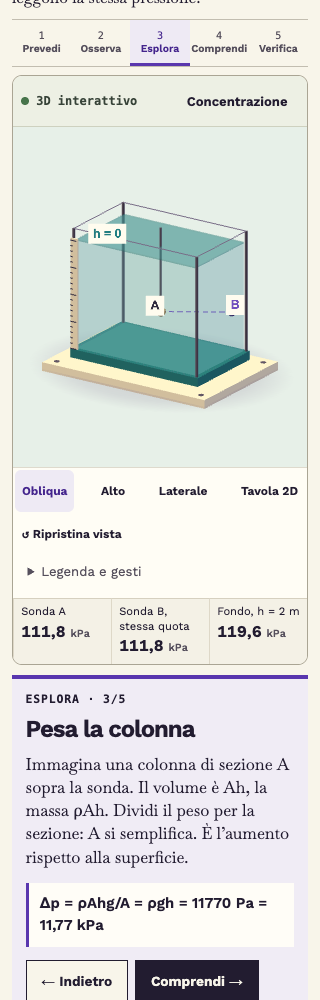 leggono la stessa pressione.
1 2 3 4 5
Prevedi Osserva Esplora Comprendi Verifica
3D interattivo Concentrazione
h = 0
A B
Obliqua Alto Laterale Tavola 2D
↺ Ripristina vista
▶ Legenda e gesti
Sonda A
111,8 kPa
Sonda B,
stessa quota
111,8 kPa
Fondo, h = 2 m
119,6 kPa
ESPLORA · 3/5
Pesa la colonna
Immagina una colonna di sezione A
sopra la sonda. Il volume è Ah, la
massa ρAh. Dividi il peso per la
sezione: A si semplifica. È l’aumento
rispetto alla superficie.
Δp = ρAhg/A = ρgh = 11770 Pa =
11,77 kPa
← Indietro Comprendi →